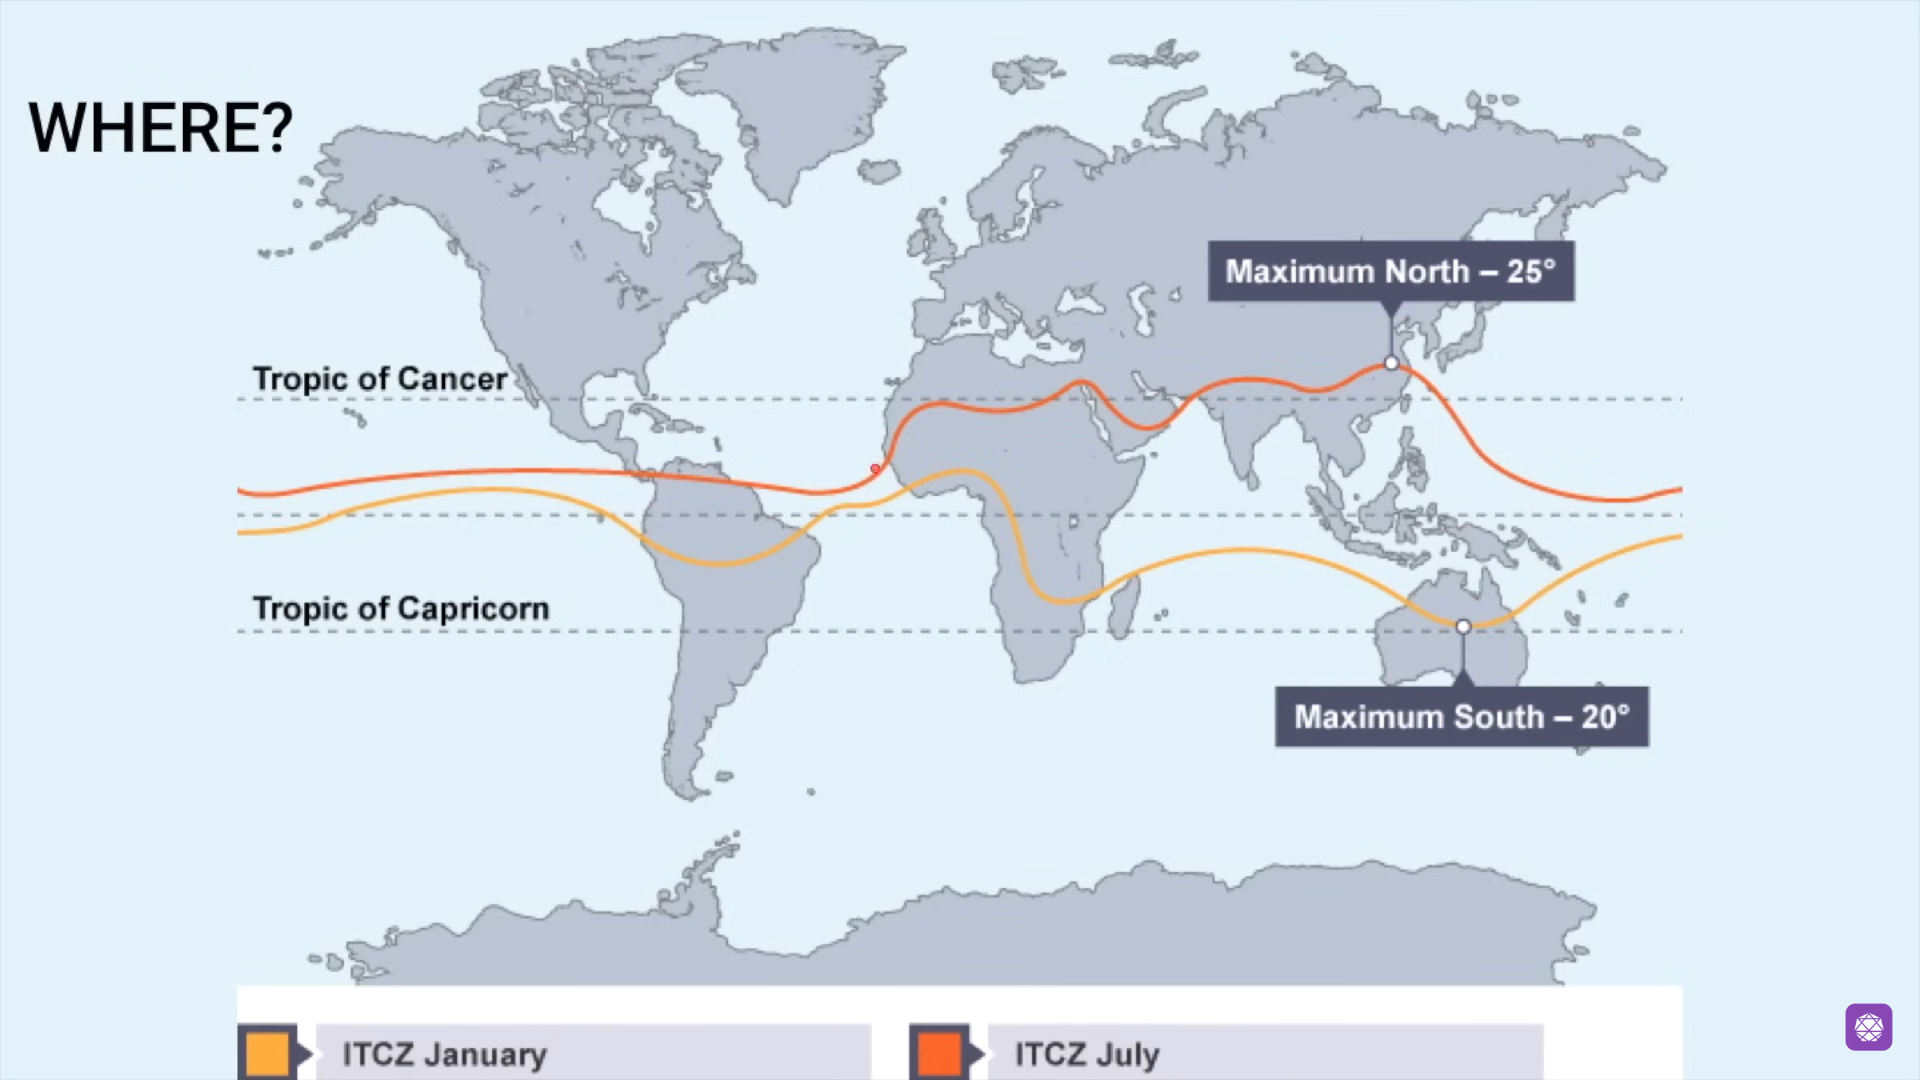 WHERE?
Maximum North – 25°
Tropic of Cancer
Tropic of Capricorn
Maximum South – 20°
ITCZ January
ITCZ July